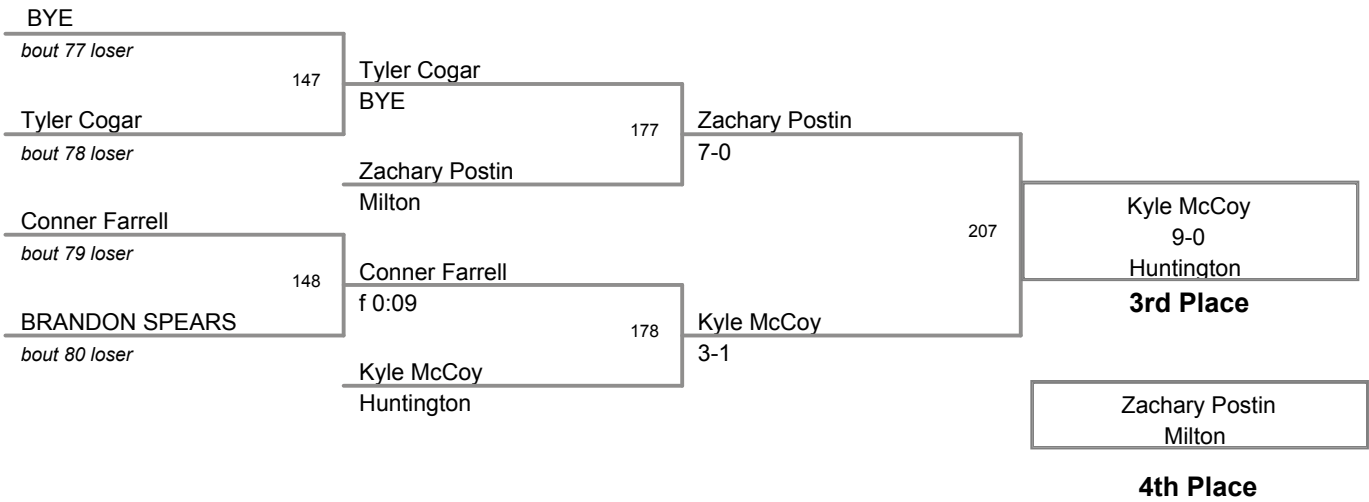 BYE
bout 77 loser
147
Tyler Cogar
BYE
Tyler Cogar
bout 78 loser
177
Zachary Postin
7-0
Zachary Postin
Milton
Conner Farrell
bout 79 loser
148
Conner Farrell
f 0:09
BRANDON SPEARS
bout 80 loser
178
Kyle McCoy
3-1
Kyle McCoy
Huntington
207
Kyle McCoy
9-0
Huntington
3rd Place
Zachary Postin
Milton
4th Place